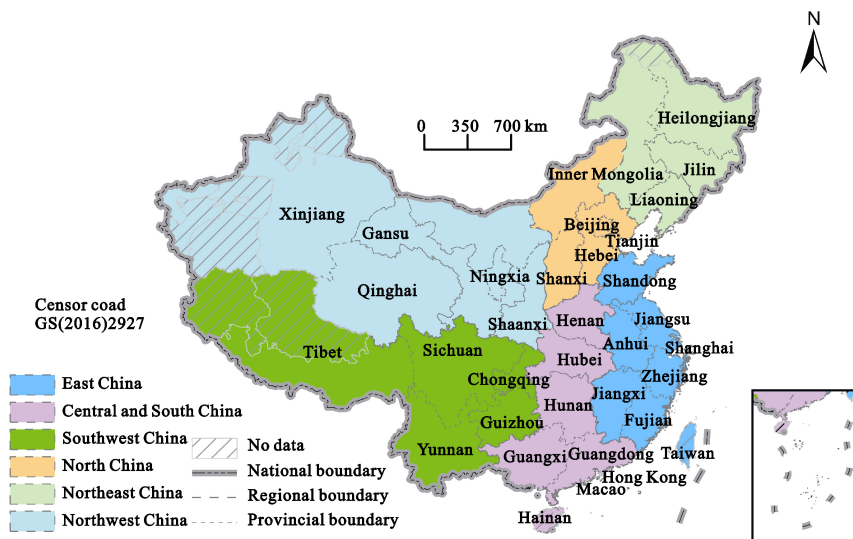 N
0 350 700 km
Heilongjiang
Jilin
Inner Mongolia
Liaoning
Xinjiang
Gansu
Beijing
Tianjin
Hebei
Ningxia
Shanxi
Shandong
Qinghai
Censor coad
GS(2016)2927
Shaanxi
Henan
Jiangsu
Tibet
Sichuan
Anhui
Shanghai
Hubei
Chongqing
Zhejiang
Jiangxi
Hunan
Guizhou
Fujian
Yunnan
Guangxi
Guangdong
Taiwan
Hong Kong
Macao
Hainan
East China
Central and South China
Southwest China
North China
Northeast China
Northwest China
No data
National boundary
Regional boundary
Provincial boundary